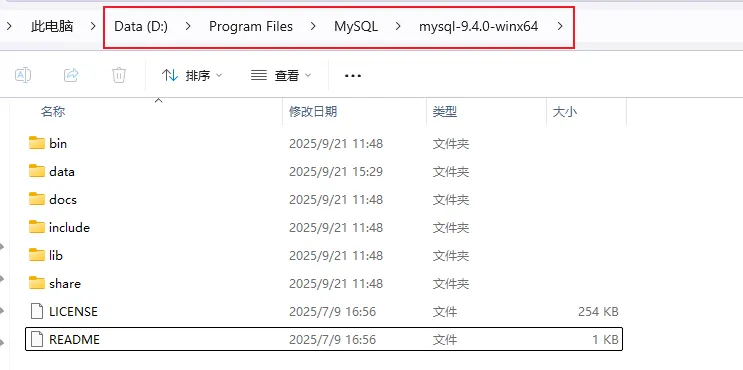 此电脑 > Data (D:) > Program Files > MySQL > mysql-9.4.0-winx64 >
排序 查看 ...
名称 修改日期 类型 大小
bin 2025/9/21 11:48 文件夹
data 2025/9/21 15:29 文件夹
docs 2025/9/21 11:48 文件夹
include 2025/9/21 11:48 文件夹
lib 2025/9/21 11:48 文件夹
share 2025/9/21 11:48 文件夹
LICENSE 2025/7/9 16:56 文件 254 KB
README 2025/7/9 16:56 文件 1 KB